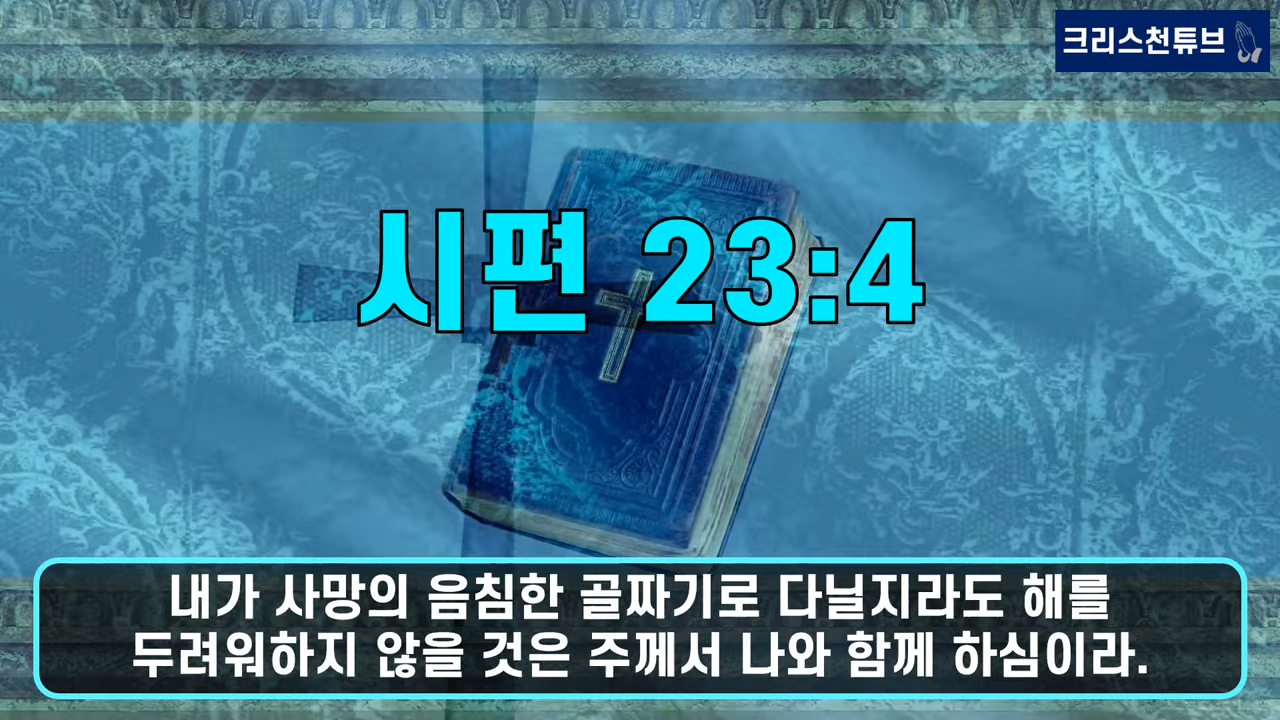 크리스천튜브
시편 23:4
내가 사망의 음침한 골짜기로 다닐지라도 해를
두려워하지 않을 것은 주께서 나와 함께 하심이라.